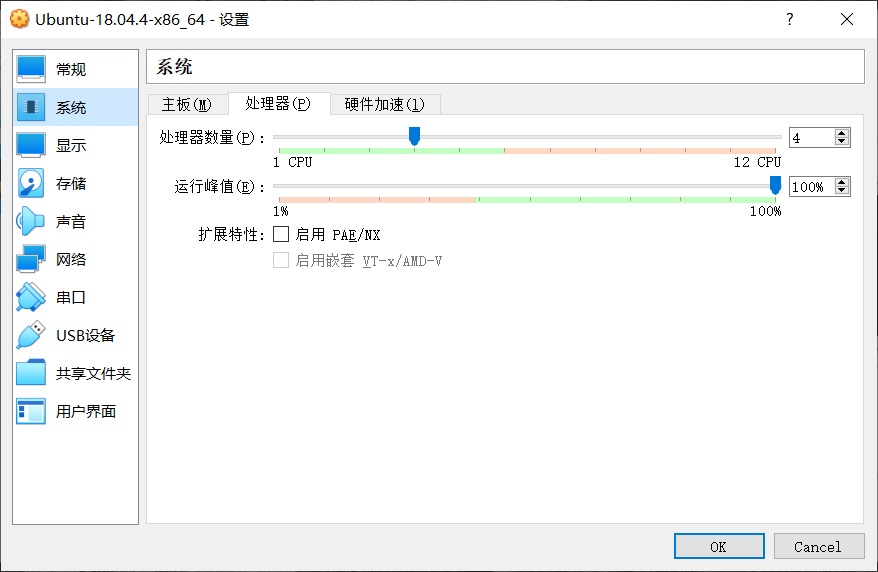 Ubuntu-18.04.4-x86_64 - 设置
?
常规
系统
显示
存储
声音
网络
串口
USB设备
共享文件夹
用户界面
系统
主板(M) 处理器(P) 硬件加速(l)
处理器数量(P): 4
1 CPU 12 CPU
运行峰值(E): 100%
1% 100%
扩展特性: 启用 PAE/NX
启用嵌套 VT-x/AMD-V
OK Cancel